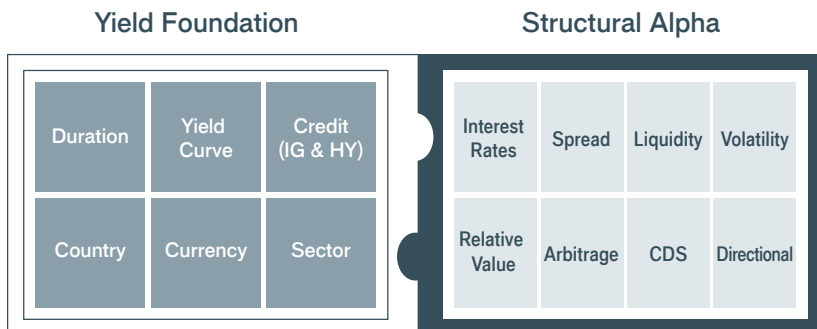 Yield Foundation
Duration
Yield
Curve
Credit
(IG & HY)
Country
Currency
Sector
Structural Alpha
Interest
Rates
Spread
Liquidity
Volatility
Relative
Value
Arbitrage
CDS
Directional